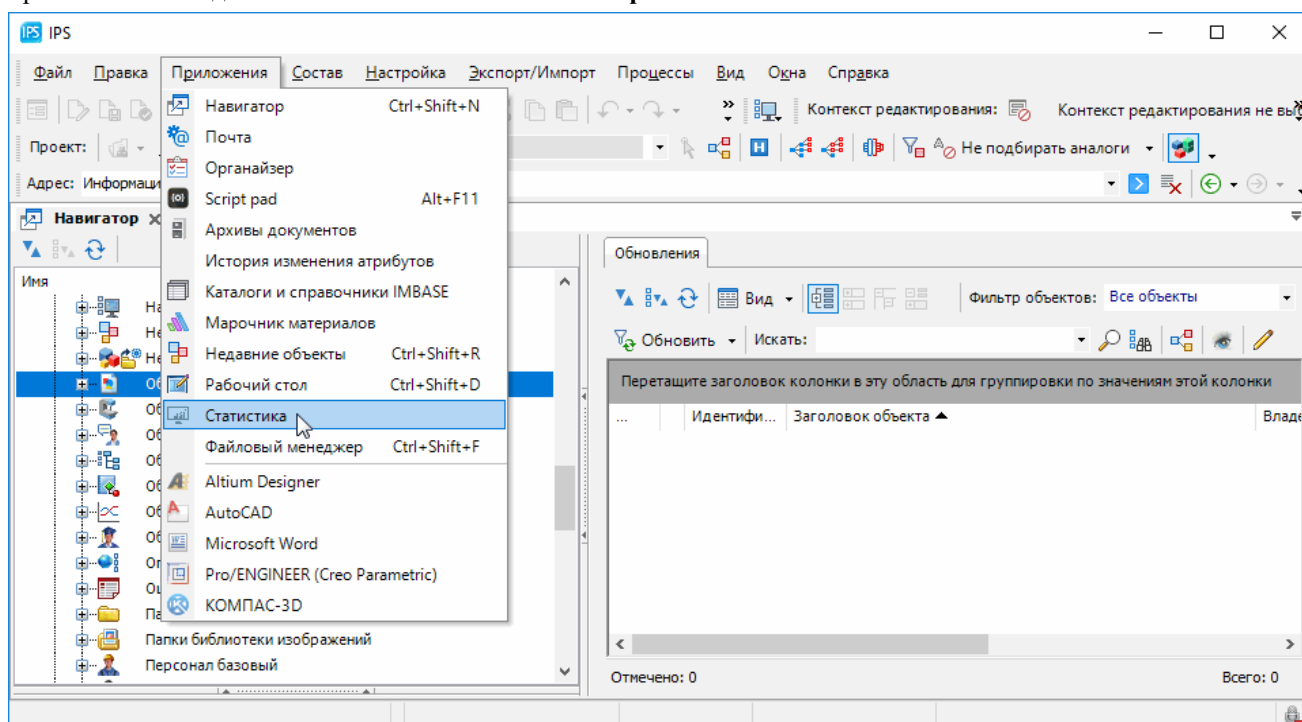 IPS
Файл Правка Приложения Состав Настройка Экспорт/Импорт Процессы Вид Окна Справка
Контекст редактирования: Контекст редактирования не
Проект: Не подбирать аналоги
Адрес:
Навигатор
Навигатор Ctrl+Shift+N
Почта
Органайзер
Script pad Alt+F11
Архивы документов
История изменения атрибутов
Каталоги и справочники IMBASE
Марочник материалов
Недавние объекты Ctrl+Shift+R
Рабочий стол Ctrl+Shift+D
Статистика
Файловый менеджер Ctrl+Shift+F
Altium Designer
AutoCAD
Microsoft Word
Pro/ENGINEER (Creo Parametric)
КОМПАС-3D
Имя
Папки библиотеки изображений
Персонал базовый
Обновления
Вид Фильтр объектов: Все объекты
Обновить Искать:
Перетащите заголовок колонки в эту область для группировки по значениям этой колонки
... Идентифи... Заголовок объекта
Отмечено: 0 Всего: 0